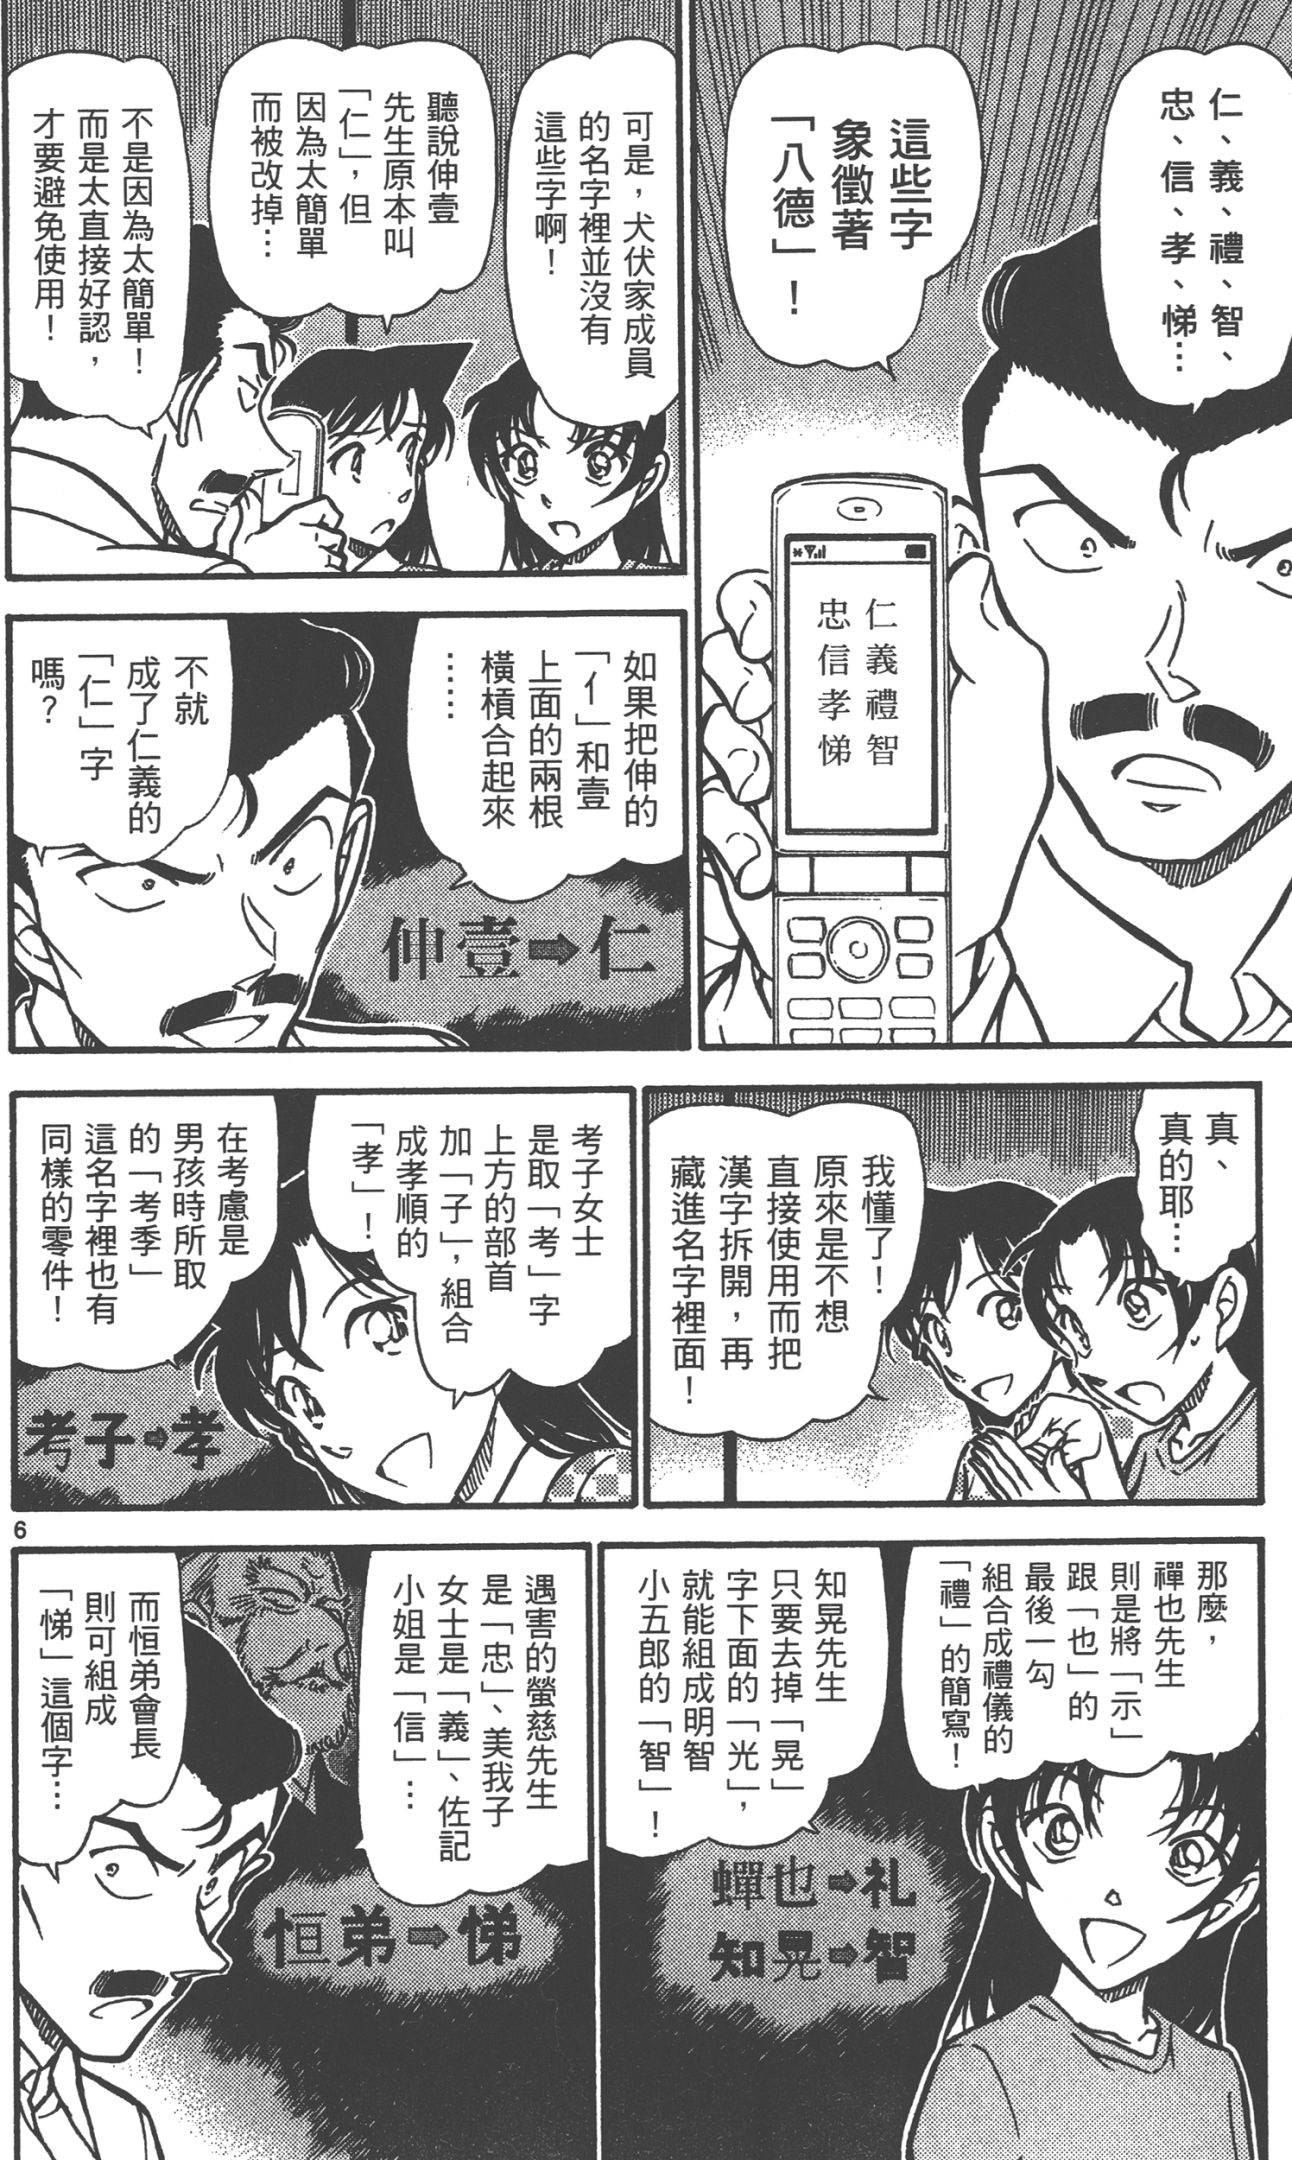 仁、義、禮、智、
忠、信、孝、悌…
這些字
象徵著
「八德」！
仁義禮智
忠信孝悌
可是，犬伏家成員
的名字裡並沒有
這些字啊！
聽說伸壹
先生原本叫
「仁」，但
因為太簡單
而被改掉…
不是因為太簡單！
而是太直接好認，
才要避免使用！
如果把伸的
「亻」和壹
上面的兩根
橫槓合起來
……
不就
成了仁義的
「仁」字
嗎？
伸壹➡仁
真、
真的耶…
我懂了！
原來是不想
直接使用而把
漢字拆開，再
藏進名字裡面！
考子女士
是取「考」字
上方的部首
加「子」，組合
成孝順的
「孝」！
在考慮是
男孩時所取
的「考季」
這名字裡也有
同樣的零件！
考子➡孝
那麼，
禪也先生
則是將「示」
跟「也」的
最後一勾
組合成禮儀的
「禮」的簡寫！
知晃先生
只要去掉「晃」
字下面的「光」，
就能組成明智
小五郎的「智」！
蟬也➡礼
知晃➡智
遇害的螢慈先生
是「忠」、美我子
女士是「義」、佐記
小姐是「信」…
而恒弟會長
則可組成
「悌」這個字…
恒弟➡悌
6